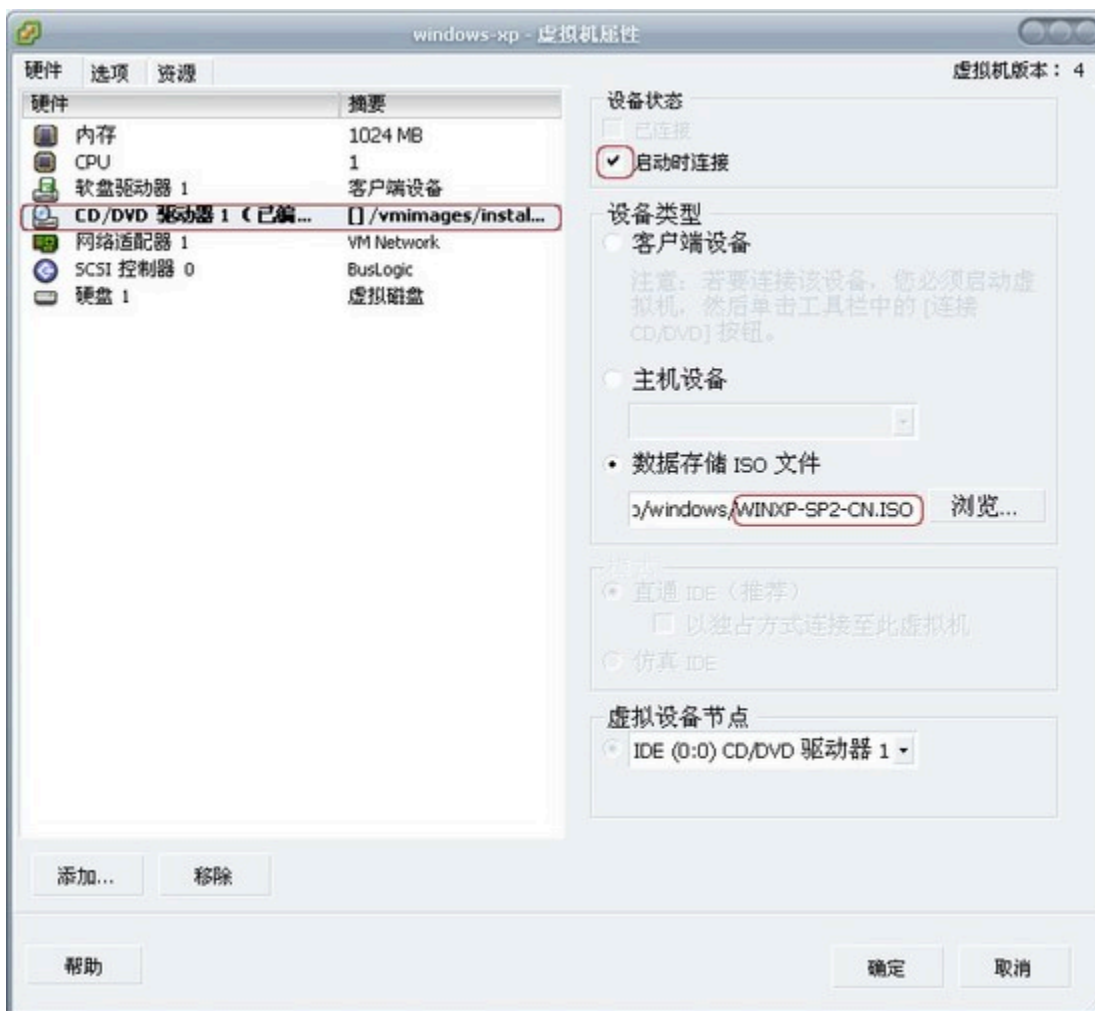 windows-xp - 虚拟机属性
硬件 选项 资源 虚拟机版本： 4
硬件 摘要
内存 1024 MB
CPU 1
软盘驱动器 1 客户端设备
CD/DVD 驱动器 1 （已编... [] /vmimages/instal...
网络适配器 1 VM Network
SCSI 控制器 0 BusLogic
硬盘 1 虚拟磁盘
设备状态
已连接
启动时连接
设备类型
客户端设备
注意：若要连接该设备，您必须启动虚
拟机，然后单击工具栏中的 [连接
CD/DVD] 按钮。
主机设备
数据存储 ISO 文件
/windows/WINXP-SP2-CN.ISO 浏览...
直通 IDE（推荐）
以独占方式连接至此虚拟机
仿真 IDE
虚拟设备节点
IDE (0:0) CD/DVD 驱动器 1
添加... 移除
帮助 确定 取消